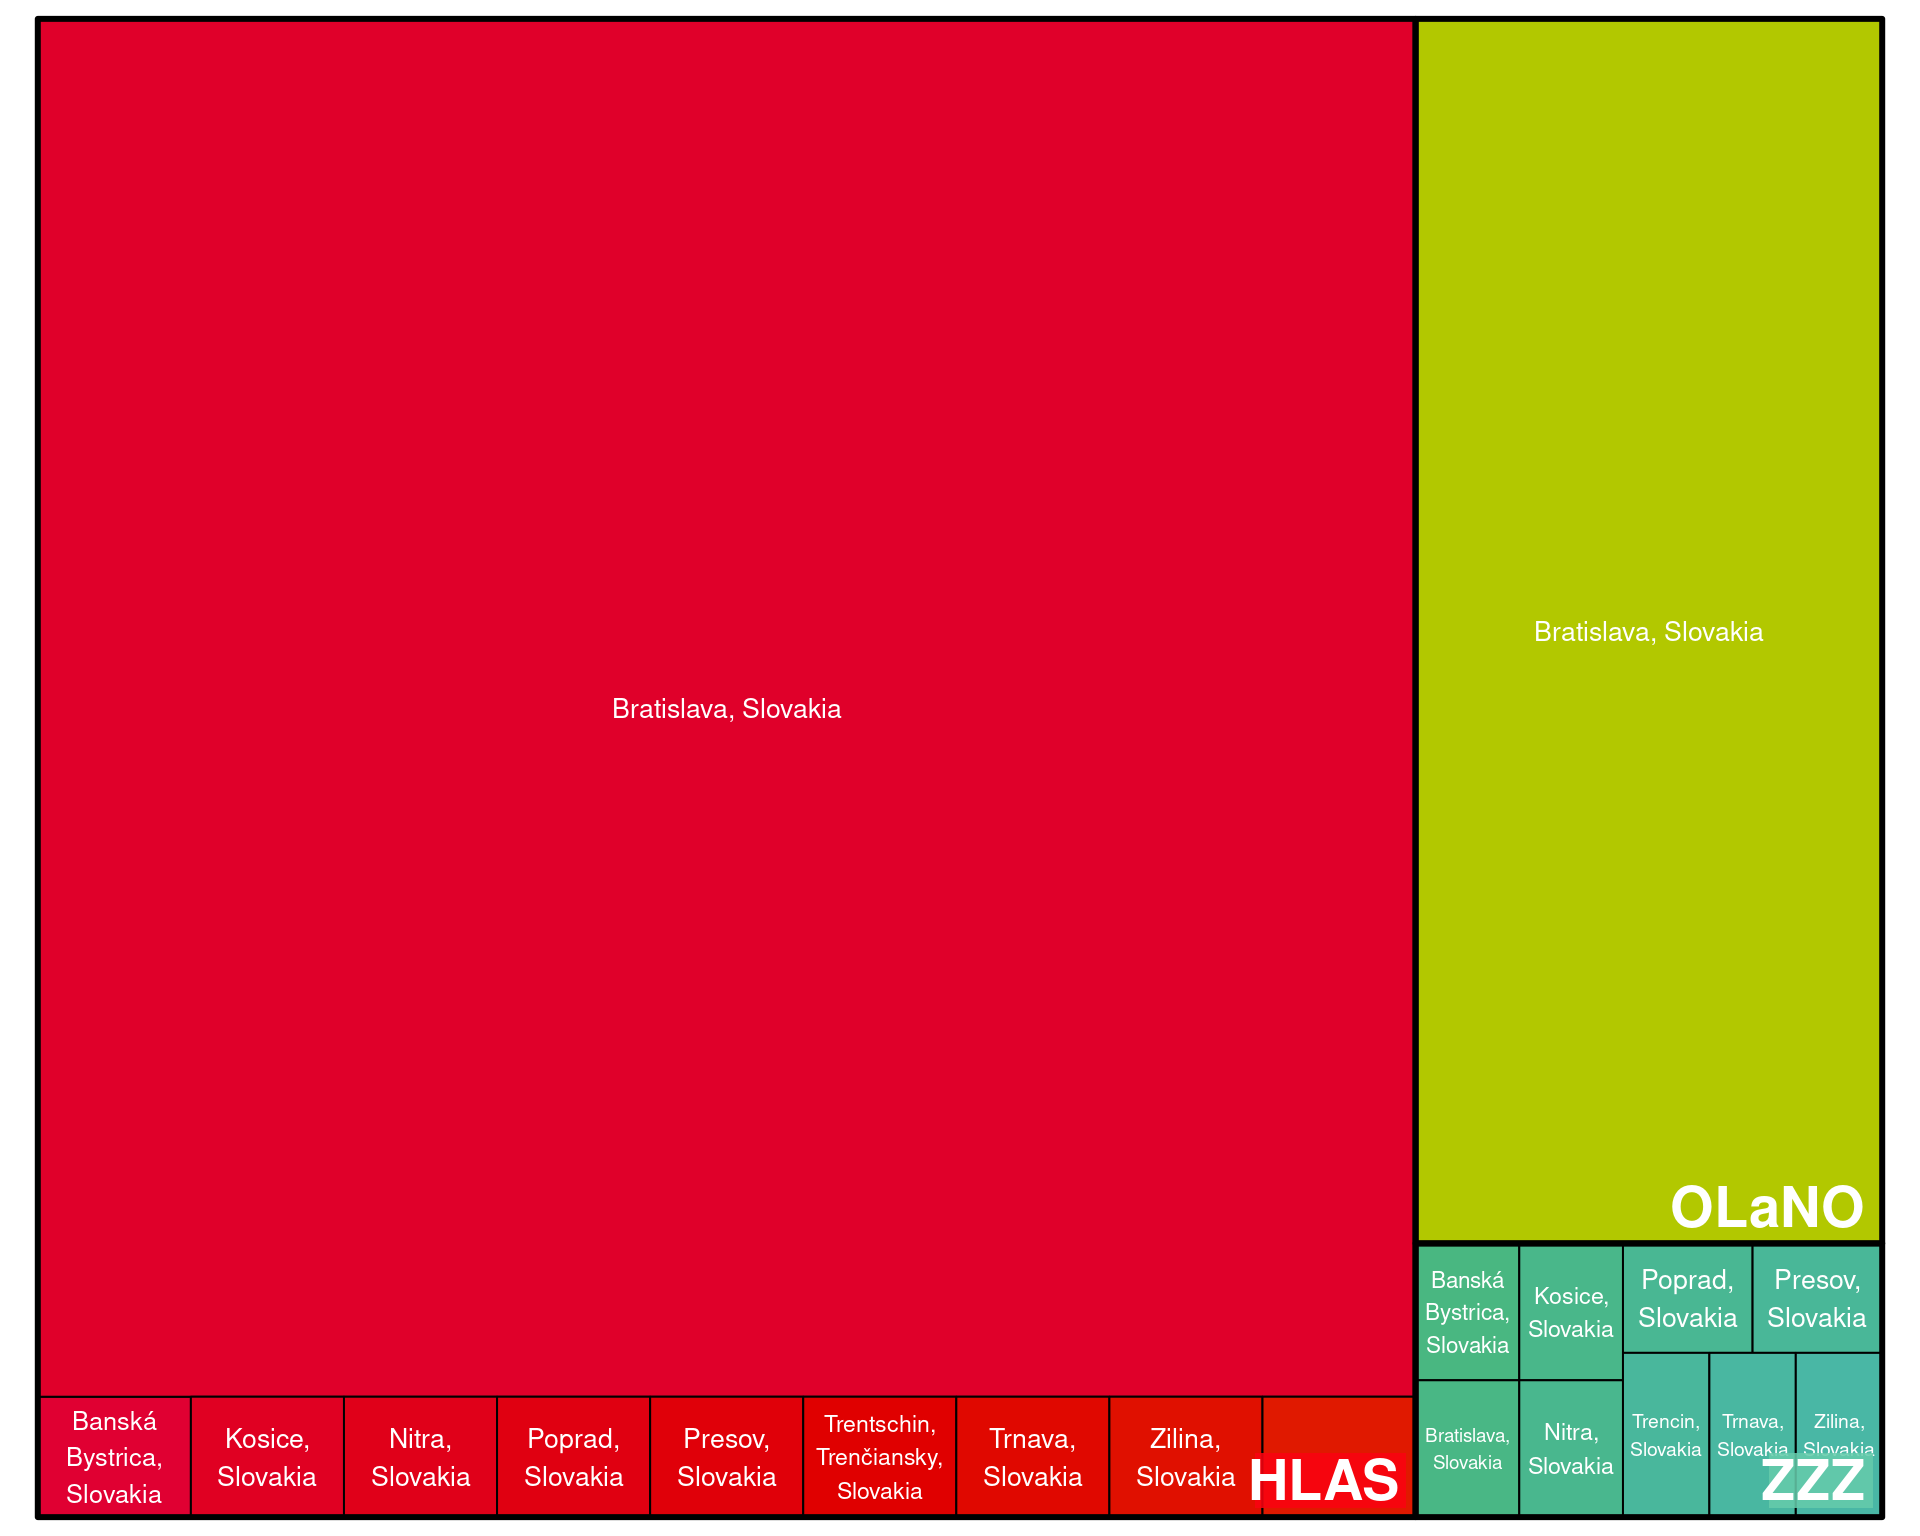 Bratislava, Slovakia
Banská
Bystrica,
Slovakia
Kosice,
Slovakia
Nitra,
Slovakia
Poprad,
Slovakia
Presov,
Slovakia
Trentschin,
Trenčiansky,
Slovakia
Trnava,
Slovakia
Zilina,
Slovakia
HLAS
Bratislava, Slovakia
OLaNO
Banská
Bystrica,
Slovakia
Kosice,
Slovakia
Poprad,
Slovakia
Presov,
Slovakia
Bratislava,
Slovakia
Nitra,
Slovakia
Trencin,
Slovakia
Trnava,
Slovakia
Zilina,
Slovakia
ZZZ